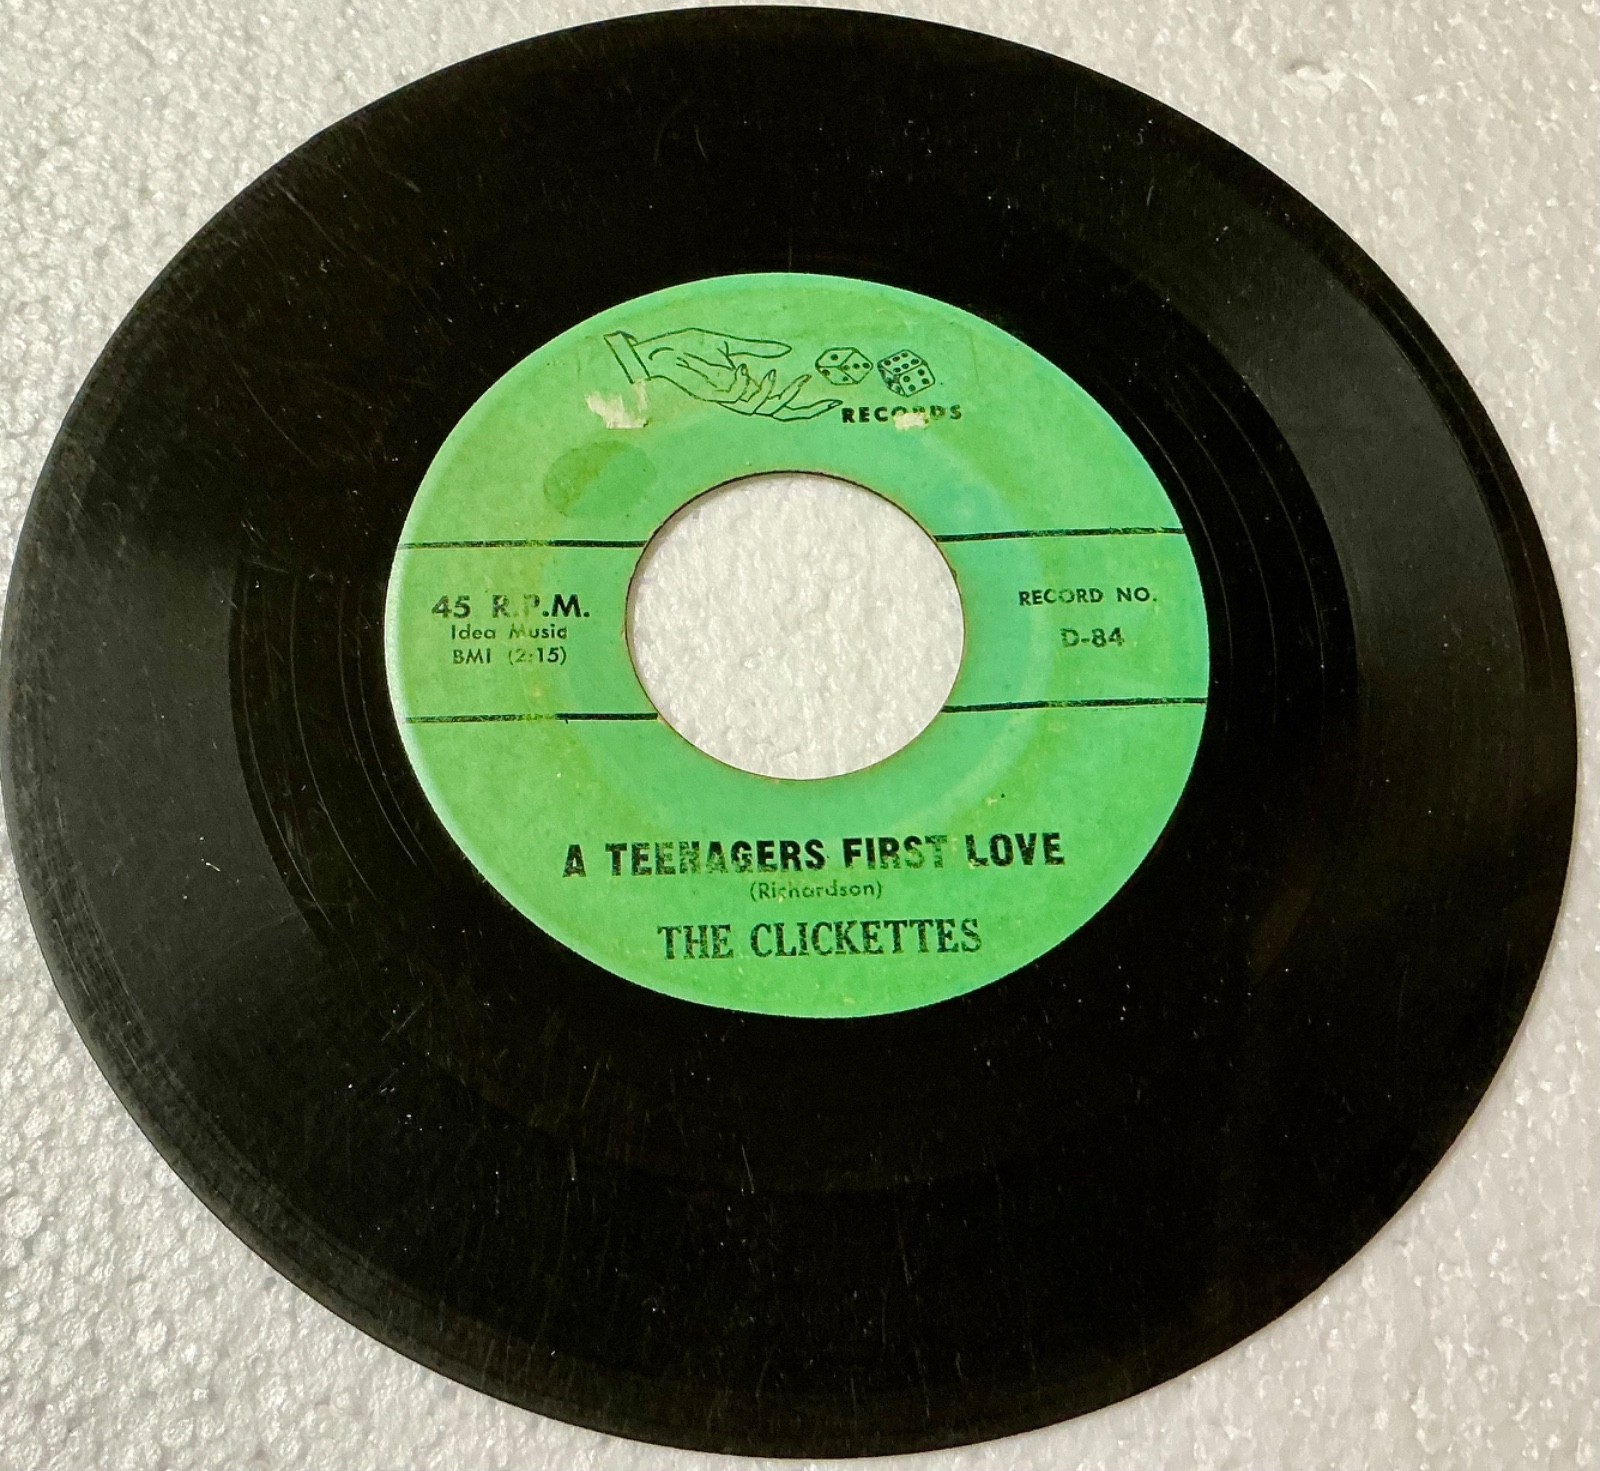 RECORDS
45 R.P.M.
Idea Music
BMI (2:15)
RECORD NO.
D-84
A TEENAGERS FIRST LOVE
(Richardson)
THE CLICKETTES